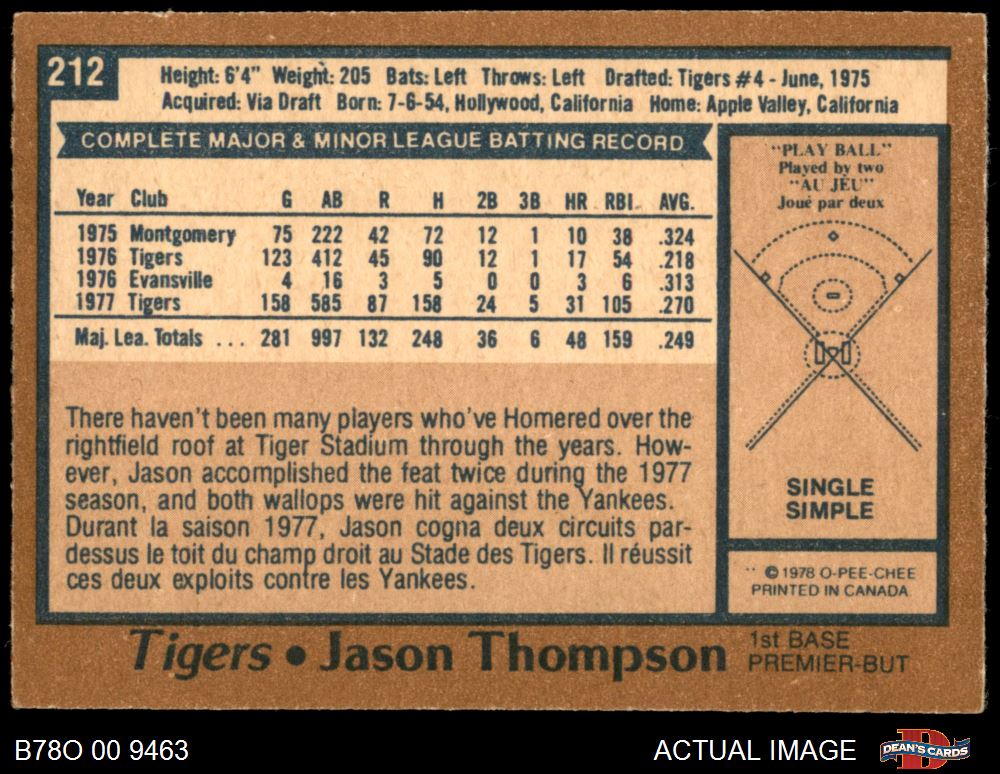 212
Height: 6'4" Weight: 205 Bats: Left Throws: Left Drafted: Tigers #4 - June, 1975
Acquired: Via Draft Born: 7-6-54, Hollywood, California Home: Apple Valley, California
COMPLETE MAJOR & MINOR LEAGUE BATTING RECORD
Year Club G AB R H 2B 3B HR RBI AVG.
1975 Montgomery 75 222 42 72 12 1 10 38 .324
1976 Tigers 123 412 45 90 12 1 17 54 .218
1976 Evansville 4 16 3 5 0 0 3 6 .313
1977 Tigers 158 585 87 158 24 5 31 105 .270
Maj. Lea. Totals ... 281 997 132 248 36 6 48 159 .249
There haven't been many players who've Homered over the
rightfield roof at Tiger Stadium through the years. How-
ever, Jason accomplished the feat twice during the 1977
season, and both wallops were hit against the Yankees.
Durant la saison 1977, Jason cogna deux circuits par-
dessus le toit du champ droit au Stade des Tigers. Il réussit
ces deux exploits contre les Yankees.
"PLAY BALL"
Played by two
"AU JEU"
Joué par deux
SINGLE
SIMPLE
© 1978 O-PEE-CHEE
PRINTED IN CANADA
Tigers • Jason Thompson
1st BASE
PREMIER-BUT
B78O 00 9463
ACTUAL IMAGE
DEAN'S CARDS